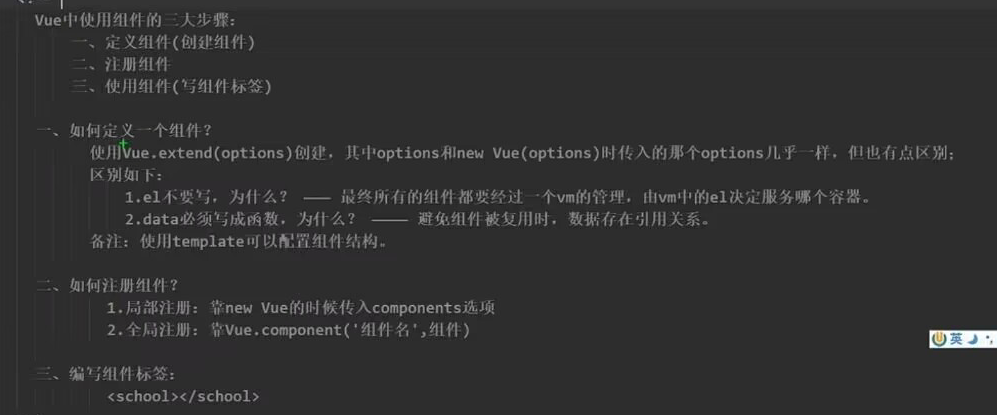 Vue中使用组件的三大步骤:
一、定义组件(创建组件)
二、注册组件
三、使用组件(写组件标签)
一、如何定义一个组件?
使用Vue.extend(options)创建，其中options和new Vue(options)时传入的那个options几乎一样，但也有点区别;
区别如下:
1.el不要写，为什么? ——— 最终所有的组件都要经过一个vm的管理，由vm中的el决定服务哪个容器。
2.data必须写成函数，为什么? ———— 避免组件被复用时，数据存在引用关系。
备注: 使用template可以配置组件结构。
二、如何注册组件?
1.局部注册: 靠new Vue的时候传入components选项
2.全局注册: 靠Vue.component('组件名',组件)
英
三、编写组件标签:
<school></school>